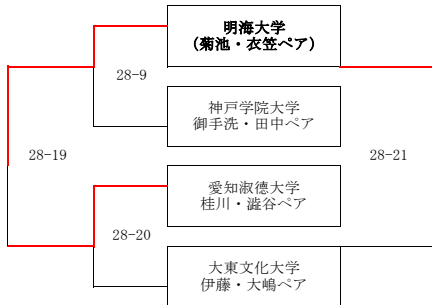 明海大学
(菊池・衣笠ペア)
28-9
神戸学院大学
御手洗・田中ペア
28-19
28-21
愛知淑徳大学
桂川・澁谷ペア
28-20
大東文化大学
伊藤・大嶋ペア